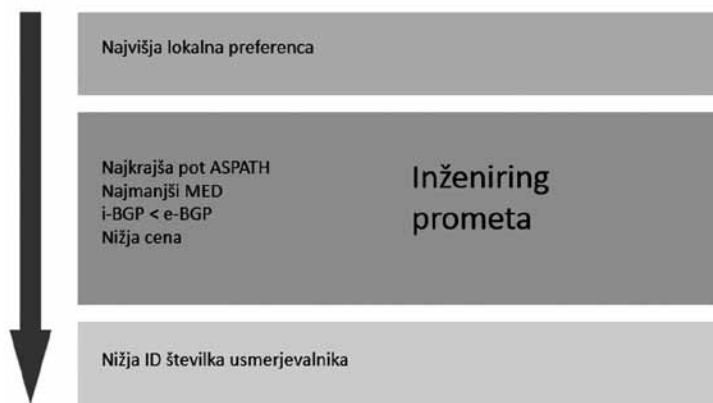 Najvišja lokalna preferenca
Najkrajša pot ASPATH
Najmanjši MED
i-BGP < e-BGP
Nižja cena
Inženiring
prometa
Nižja ID številka usmerjevalnika